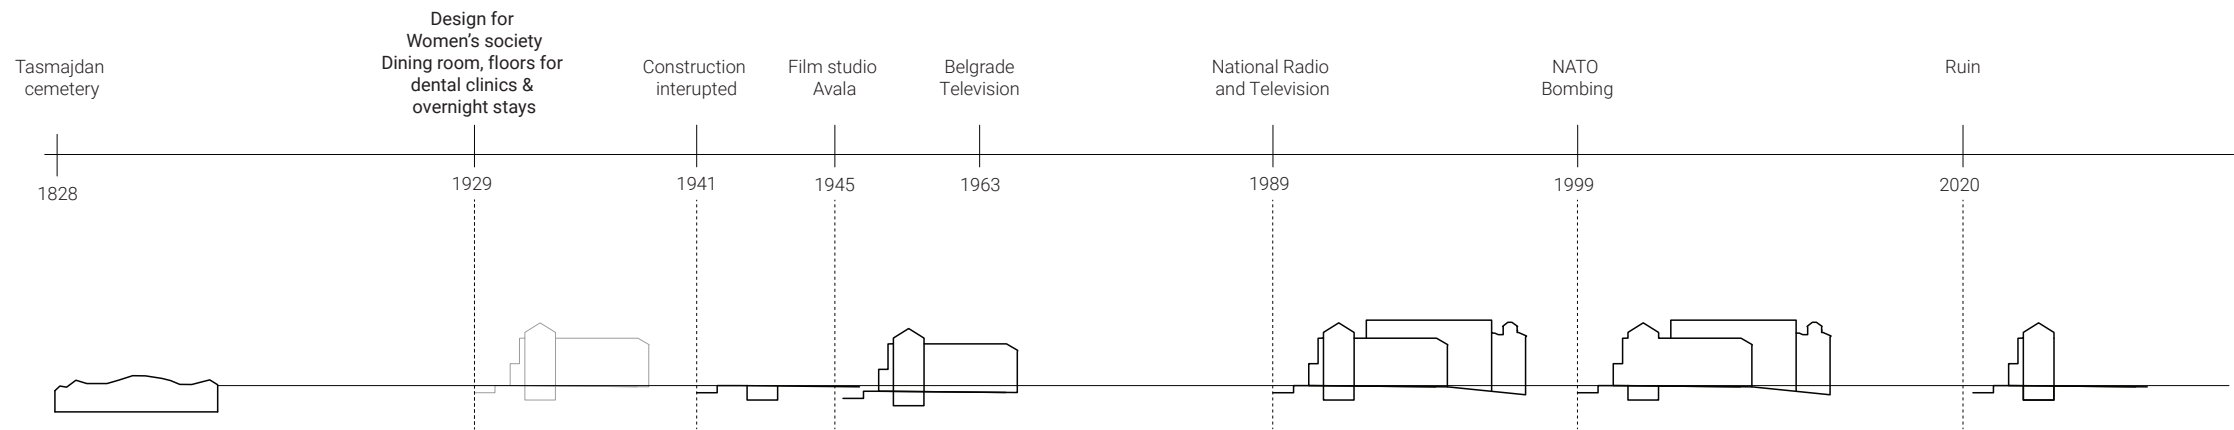 Tasmajdan
cemetery
Design for
Women's society
Dining room, floors for
dental clinics &
overnight stays
Construction
interupted
Film studio
Avala
Belgrade
Television
National Radio
and Television
NATO
Bombing
Ruin
1828
1929
1941
1945
1963
1989
1999
2020